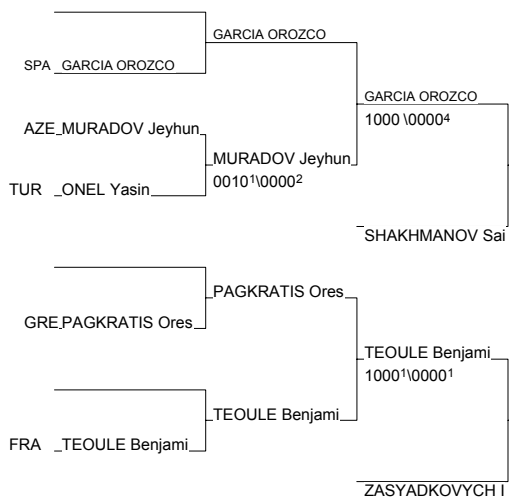 GARCIA OROZCO
SPA GARCIA OROZCO
GARCIA OROZCO
1000 \0000⁴
AZE MURADOV Jeyhun
MURADOV Jeyhun
0010¹\0000²
TUR ONEL Yasin
SHAKHMANOV Sai
PAGKRATIS Ores
GRE PAGKRATIS Ores
TEOULE Benjami
1000¹\0000¹
TEOULE Benjami
FRA TEOULE Benjami
ZASYADKOVYCH I